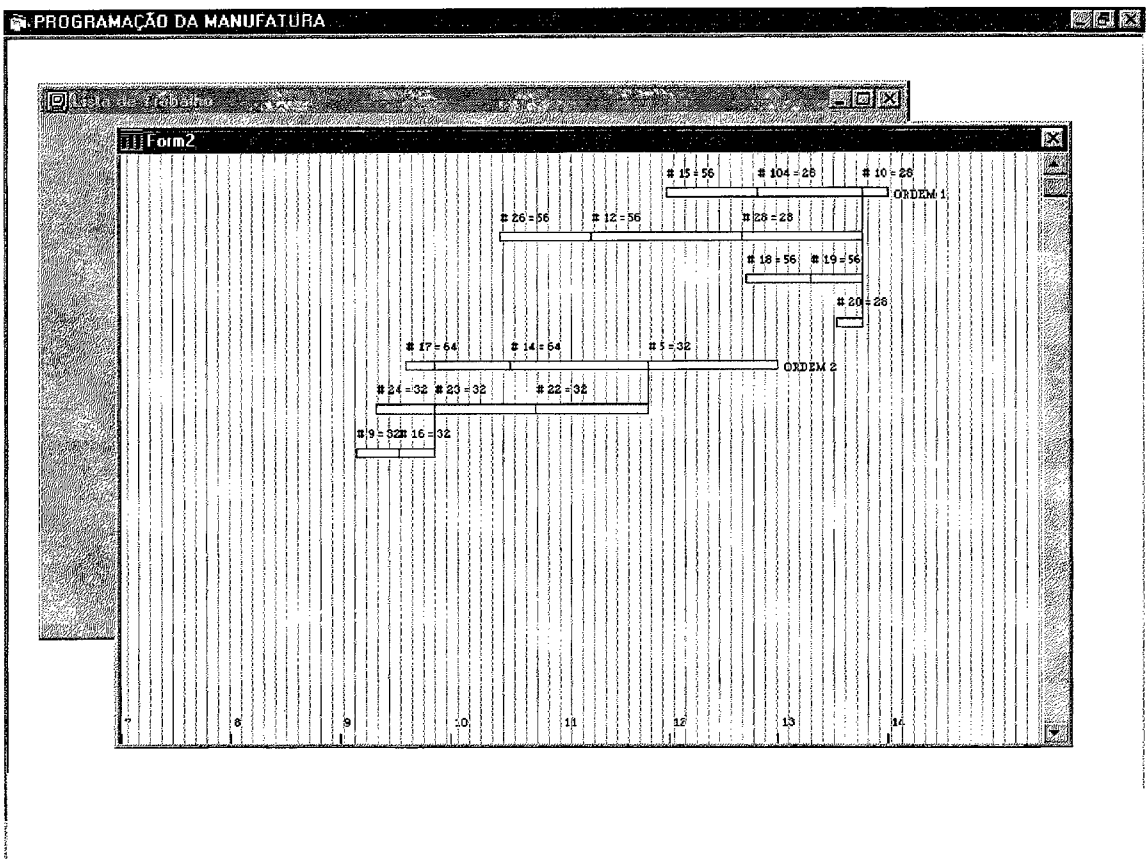 PROGRAMAÇÃO DA MANUFATURA
Lista de Trabalho
Form2
# 15 = 56 # 104 = 28 # 10 = 28
ORDEM 1
# 26 = 56 # 12 = 56 # 28 = 28
# 18 = 56 # 19 = 56
# 20 = 28
# 17 = 64 # 14 = 64 # 5 = 32
ORDEM 2
# 24 = 32 # 23 = 32 # 22 = 32
# 9 = 32 # 16 = 32
7 8 9 10 11 12 13 14